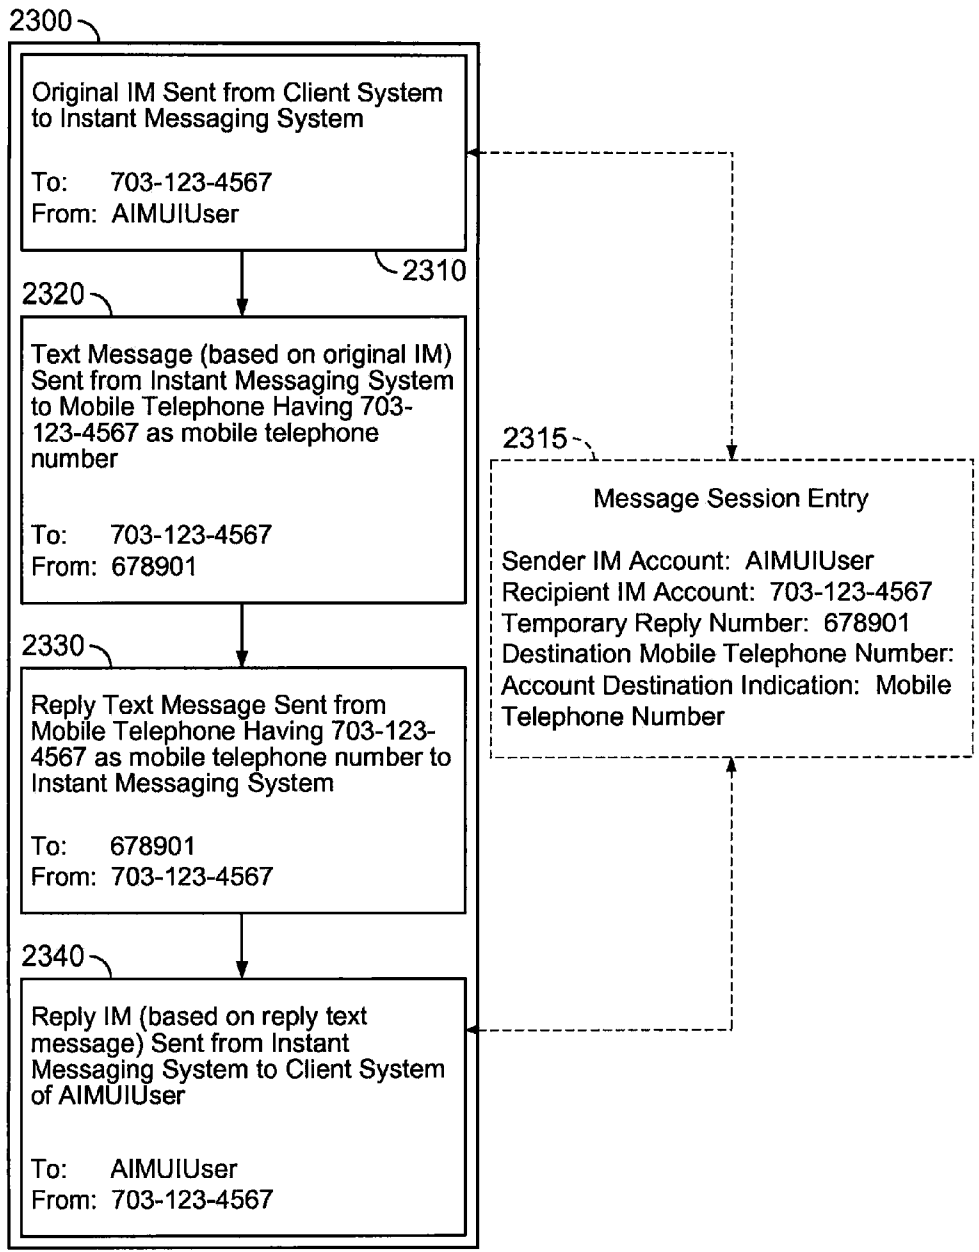 2300
Original IM Sent from Client System
to Instant Messaging System
To: 703-123-4567
From: AIMUIUser
2310
2320
Text Message (based on original IM)
Sent from Instant Messaging System
to Mobile Telephone Having 703-
123-4567 as mobile telephone
number
To: 703-123-4567
From: 678901
2315
Message Session Entry
Sender IM Account: AIMUIUser
Recipient IM Account: 703-123-4567
Temporary Reply Number: 678901
Destination Mobile Telephone Number:
Account Destination Indication: Mobile
Telephone Number
2330
Reply Text Message Sent from
Mobile Telephone Having 703-123-
4567 as mobile telephone number to
Instant Messaging System
To: 678901
From: 703-123-4567
2340
Reply IM (based on reply text
message) Sent from Instant
Messaging System to Client System
of AIMUIUser
To: AIMUIUser
From: 703-123-4567